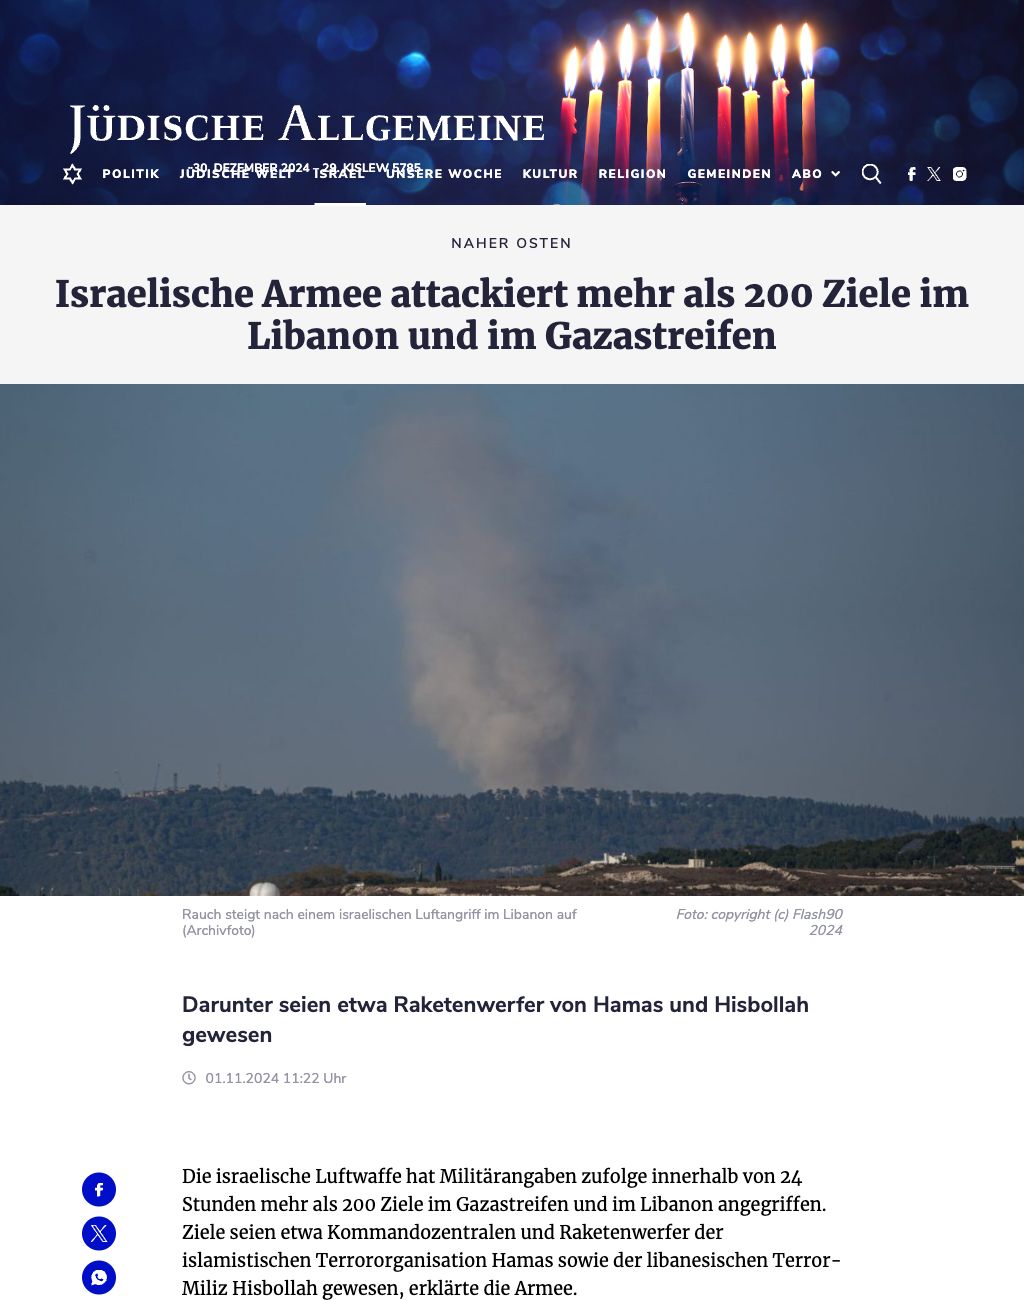 JÜDISCHE ALLGEMEINE
30. DEZEMBER 2024 – 29. KISLEW 5785
POLITIK JÜDISCHE WELT ISRAEL UNSERE WOCHE KULTUR RELIGION GEMEINDEN ABO
NAHER OSTEN
Israelische Armee attackiert mehr als 200 Ziele im
Libanon und im Gazastreifen
Rauch steigt nach einem israelischen Luftangriff im Libanon auf
(Archivfoto)
Foto: copyright (c) Flash90
2024
Darunter seien etwa Raketenwerfer von Hamas und Hisbollah
gewesen
01.11.2024 11:22 Uhr
Die israelische Luftwaffe hat Militärangaben zufolge innerhalb von 24
Stunden mehr als 200 Ziele im Gazastreifen und im Libanon angegriffen.
Ziele seien etwa Kommandozentralen und Raketenwerfer der
islamistischen Terrororganisation Hamas sowie der libanesischen Terror-
Miliz Hisbollah gewesen, erklärte die Armee.